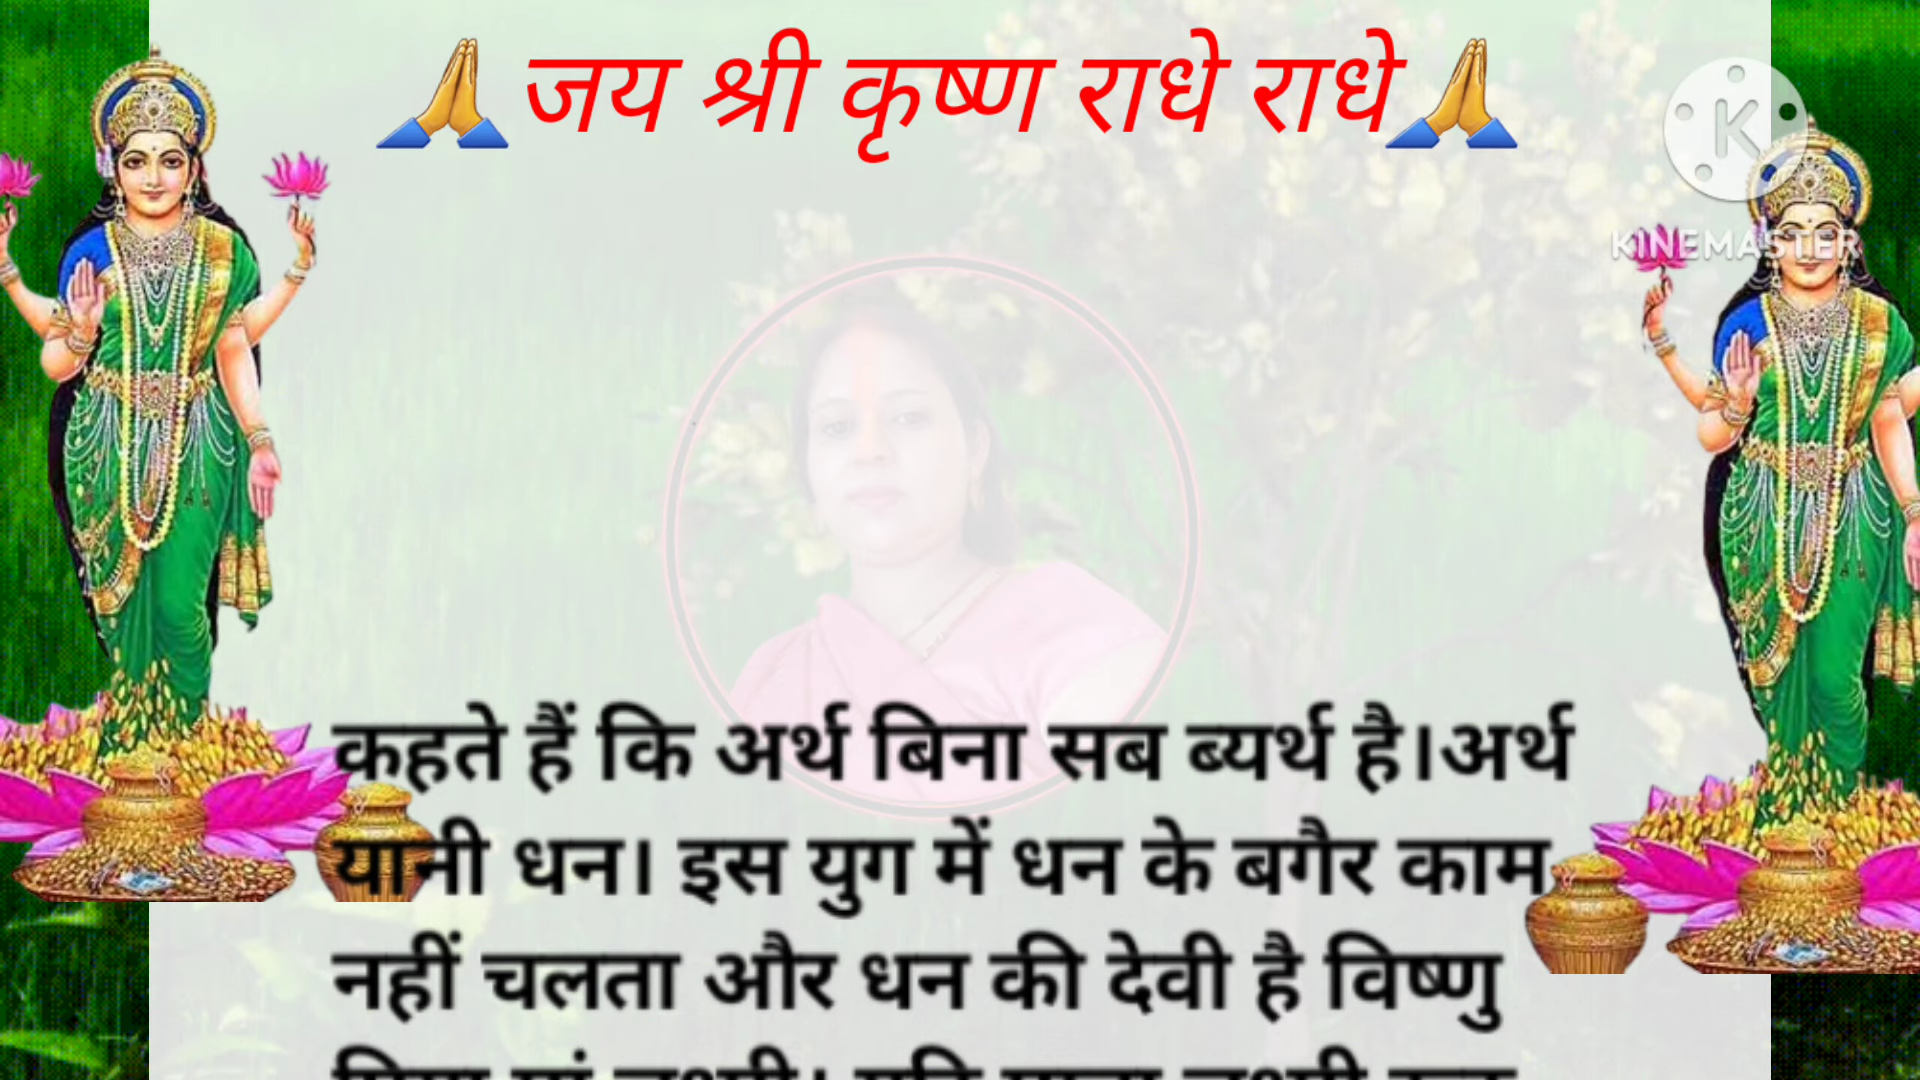 🙏जय श्री कृष्ण राधे राधे🙏
KINEMASTER
कहते हैं कि अर्थ बिना सब ब्यर्थ है।अर्थ
यानी धन। इस युग में धन के बगैर काम
नहीं चलता और धन की देवी है विष्णु